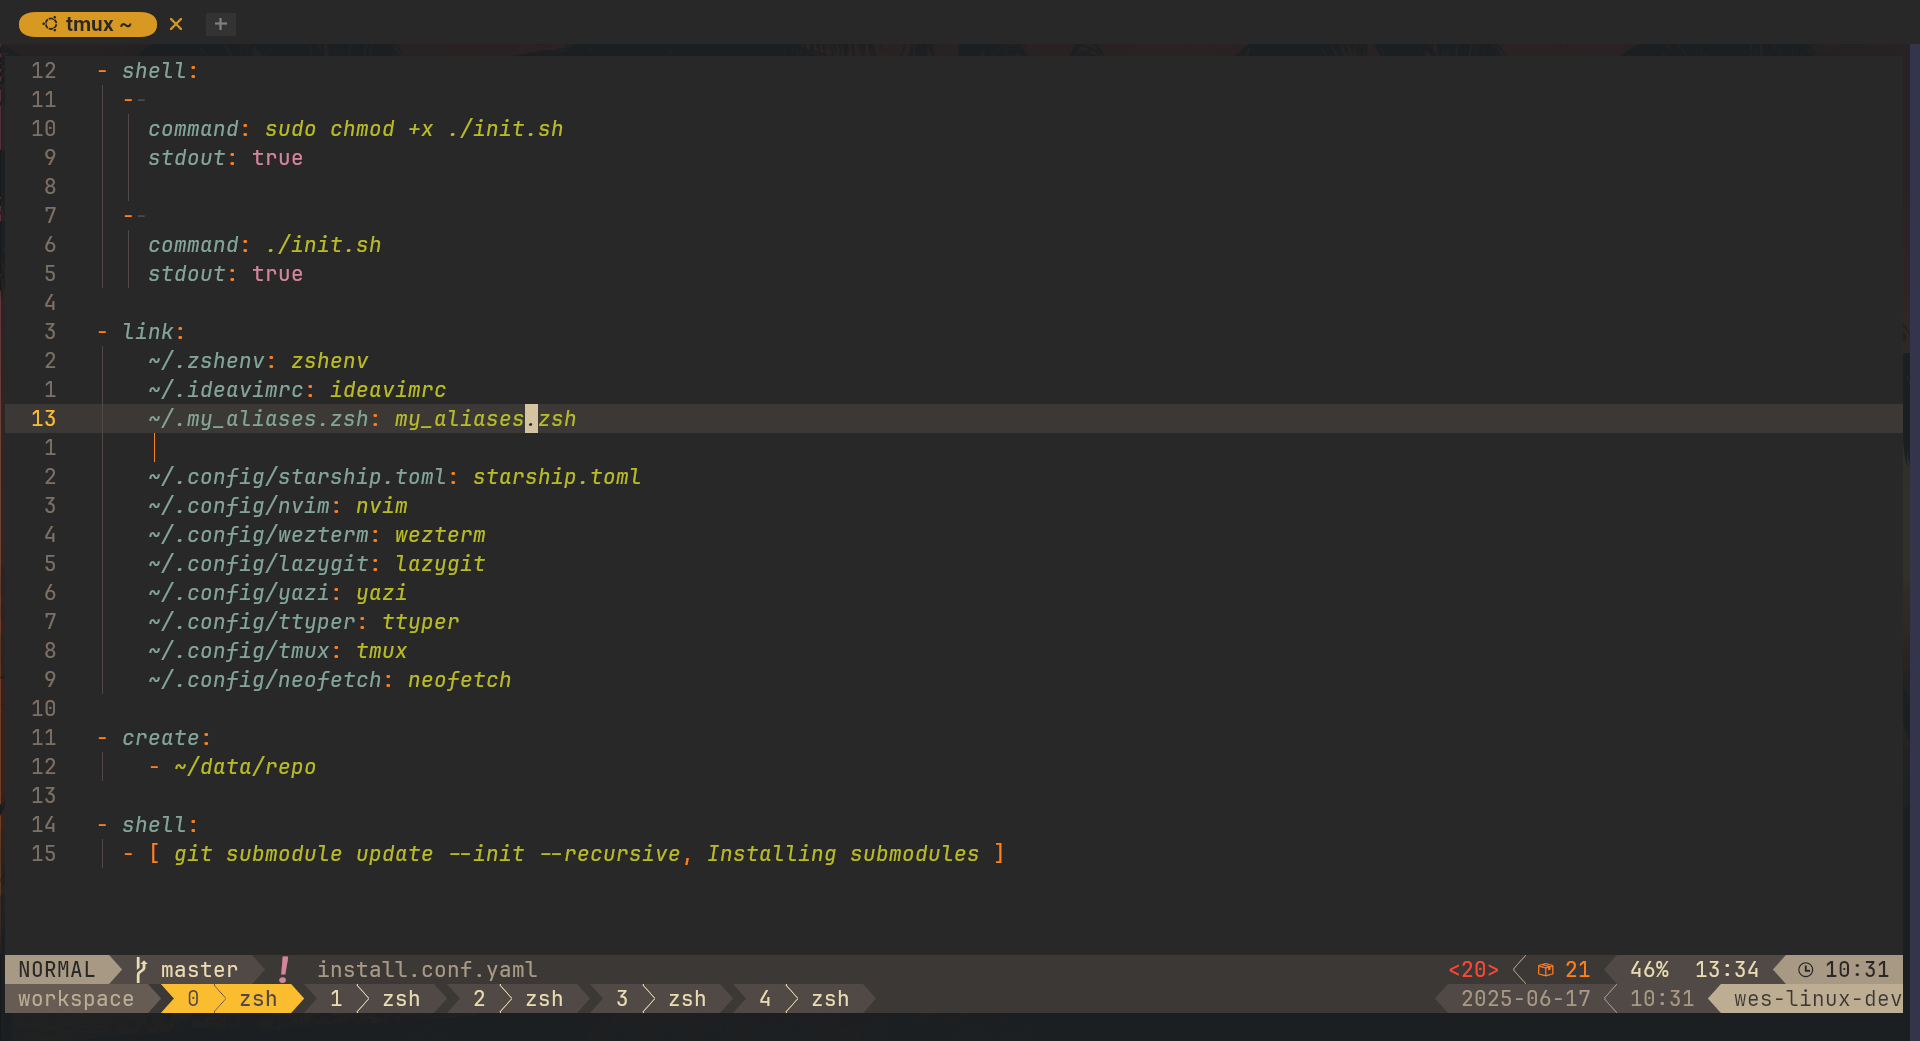 tmux ~ × +
12 - shell:
11 --
10 command: sudo chmod +x ./init.sh
9 stdout: true
8
7 --
6 command: ./init.sh
5 stdout: true
4
3 - link:
2 ~/.zshenv: zshenv
1 ~/.ideavimrc: ideavimrc
13 ~/.my_aliases.zsh: my_aliases.zsh
1
2 ~/.config/starship.toml: starship.toml
3 ~/.config/nvim: nvim
4 ~/.config/wezterm: wezterm
5 ~/.config/lazygit: lazygit
6 ~/.config/yazi: yazi
7 ~/.config/ttyper: ttyper
8 ~/.config/tmux: tmux
9 ~/.config/neofetch: neofetch
10
11 - create:
12 - ~/data/repo
13
14 - shell:
15 - [ git submodule update --init --recursive, Installing submodules ]
NORMAL master ! install.conf.yaml <20> 21 46% 13:34 10:31
workspace 0 zsh 1 zsh 2 zsh 3 zsh 4 zsh 2025-06-17 10:31 wes-linux-dev